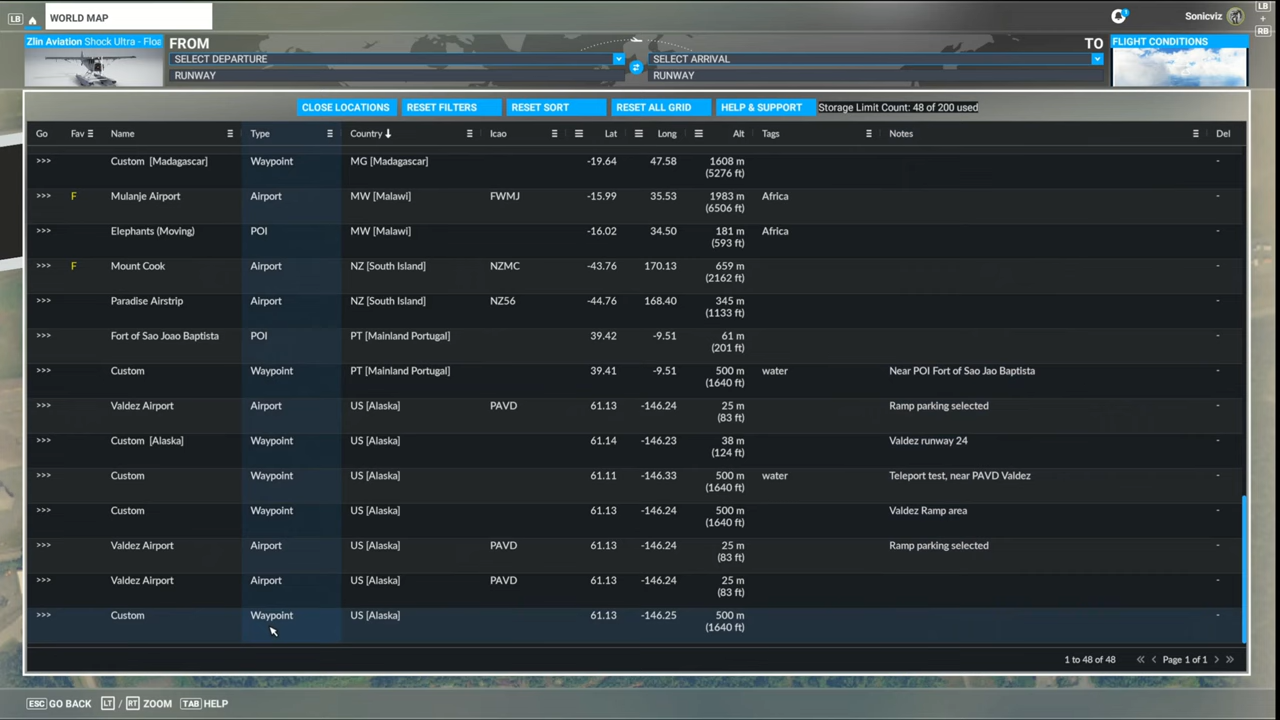 LB WORLD MAP 1 Sonicviz LB + RB
Zlin Aviation Shock Ultra - Floa FROM TO FLIGHT CONDITIONS
SELECT DEPARTURE SELECT ARRIVAL
RUNWAY RUNWAY
CLOSE LOCATIONS RESET FILTERS RESET SORT RESET ALL GRID HELP & SUPPORT Storage Limit Count: 48 of 200 used
Go Fav Name Type Country Icao Lat Long Alt Tags Notes Del
>>> Custom [Madagascar] Waypoint MG [Madagascar] -19.64 47.58 1608 m -
(5276 ft)
>>> F Mulanje Airport Airport MW [Malawi] FWMJ -15.99 35.53 1983 m Africa -
(6506 ft)
>>> Elephants (Moving) POI MW [Malawi] -16.02 34.50 181 m Africa -
(593 ft)
>>> F Mount Cook Airport NZ [South Island] NZMC -43.76 170.13 659 m -
(2162 ft)
>>> Paradise Airstrip Airport NZ [South Island] NZ56 -44.76 168.40 345 m -
(1133 ft)
>>> Fort of Sao Joao Baptista POI PT [Mainland Portugal] 39.42 -9.51 61 m -
(201 ft)
>>> Custom Waypoint PT [Mainland Portugal] 39.41 -9.51 500 m water Near POI Fort of Sao Jao Baptista -
(1640 ft)
>>> Valdez Airport Airport US [Alaska] PAVD 61.13 -146.24 25 m Ramp parking selected -
(83 ft)
>>> Custom [Alaska] Waypoint US [Alaska] 61.14 -146.23 38 m Valdez runway 24 -
(124 ft)
>>> Custom Waypoint US [Alaska] 61.11 -146.33 500 m water Teleport test, near PAVD Valdez -
(1640 ft)
>>> Custom Waypoint US [Alaska] 61.13 -146.24 500 m Valdez Ramp area -
(1640 ft)
>>> Valdez Airport Airport US [Alaska] PAVD 61.13 -146.24 25 m Ramp parking selected -
(83 ft)
>>> Valdez Airport Airport US [Alaska] PAVD 61.13 -146.24 25 m -
(83 ft)
>>> Custom Waypoint US [Alaska] 61.13 -146.25 500 m -
(1640 ft)
1 to 48 of 48 Page 1 of 1
ESC GO BACK LT / RT ZOOM TAB HELP